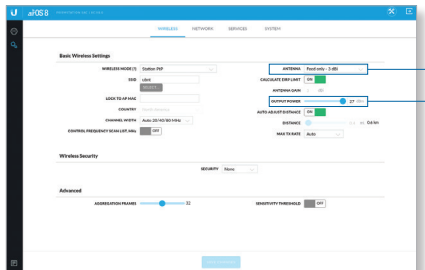 U airOS 8
WIRELESS NETWORK SERVICES SYSTEM
Basic Wireless Settings
WIRELESS MODE [?] Station PtP
SSID ubnt
SELECT
LOCK TO AP MAC
COUNTRY
CHANNEL WIDTH Auto 20/40/80 MHz
CONTROL FREQUENCY SCAN LIST, MHz OFF
ANTENNA Feed only - 3 dBi
CALCULATE EIRP LIMIT ON
ANTENNA GAIN
OUTPUT POWER 27
AUTO ADJUST DISTANCE ON
DISTANCE 0.6 km
MAX TX RATE Auto
Wireless Security
SECURITY None
Advanced
AGGREGATION FRAMES 32
SENSITIVITY THRESHOLD OFF